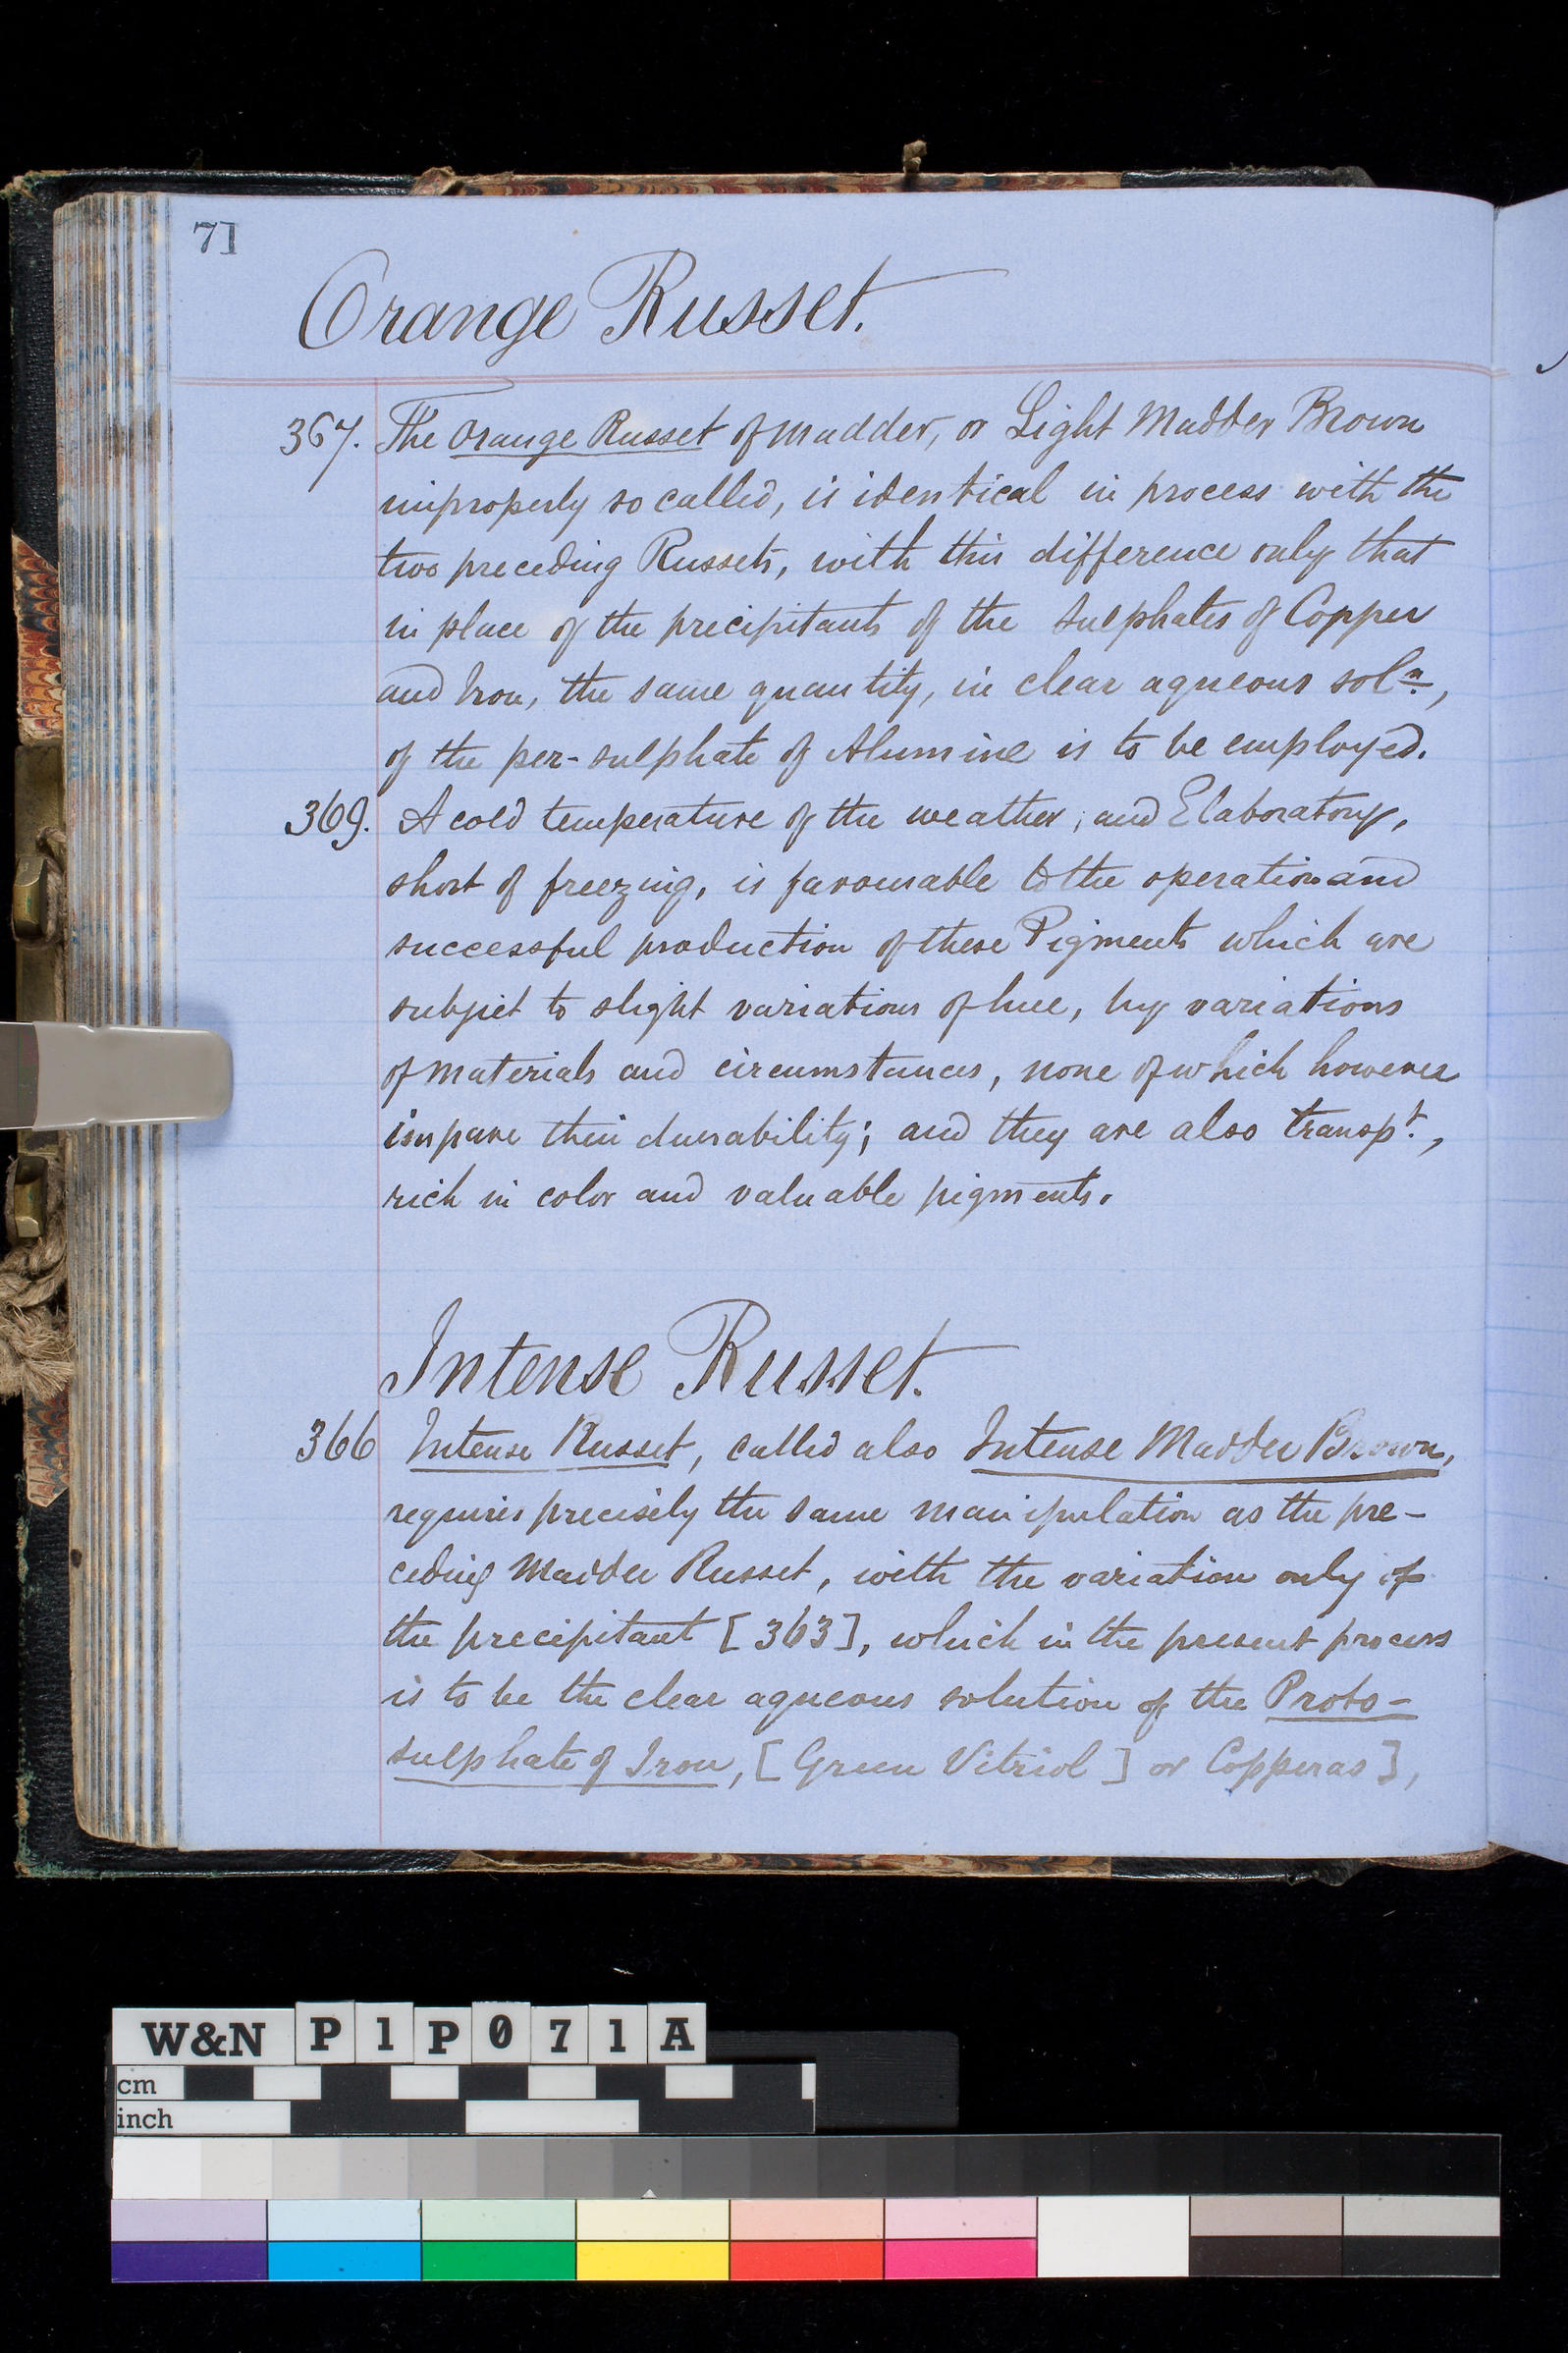 71
Orange Russet.
367. The Orange Russet of madder, or Light Madder Brown
improperly so called, is identical in process with the
two preceding Russets, with this difference only that
in place of the precipitants of the Sulphates of Copper
and Iron, the same quantity, in clear aqueous solⁿ,
of the per-sulphate of Alumine is to be employed.
369. A cold temperature of the weather, and Elaboratory,
short of freezing, is favourable to the operation and
successful production of these Pigments which are
subject to slight variations of hue, by variations
of materials and circumstances, none of which however
impare their durability; and they are also transpᵗ.,
rich in color and valuable pigments.
Intense Russet.
366 Intense Russet, called also Intense Madder Brown,
requires precisely the same manipulation as the pre-
ceding Madder Russet, with the variation only of
the precipitant [363], which in the present process
is to be the clear aqueous solution of the Proto-
sulphate of Iron, [Green Vitriol] or Copperas],
W&N P1P071A
cm
inch